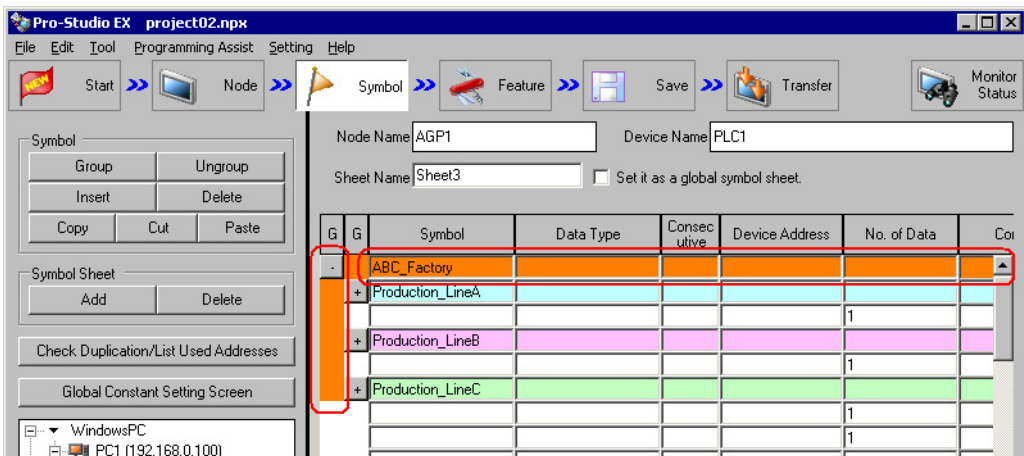 Pro-Studio EX project02.npx
File Edit Tool Programming Assist Setting Help
NEW Start Node Symbol Feature Save Transfer Monitor Status
Symbol
Group Ungroup
Insert Delete
Copy Cut Paste
Symbol Sheet
Add Delete
Check Duplication/List Used Addresses
Global Constant Setting Screen
WindowsPC
PC1 (192.168.0.100)
Node Name AGP1 Device Name PLC1
Sheet Name Sheet3 Set it as a global symbol sheet.
G G Symbol Data Type Consecutive Device Address No. of Data Co
- ABC_Factory
+ Production_LineA
1
+ Production_LineB
1
+ Production_LineC
1
1